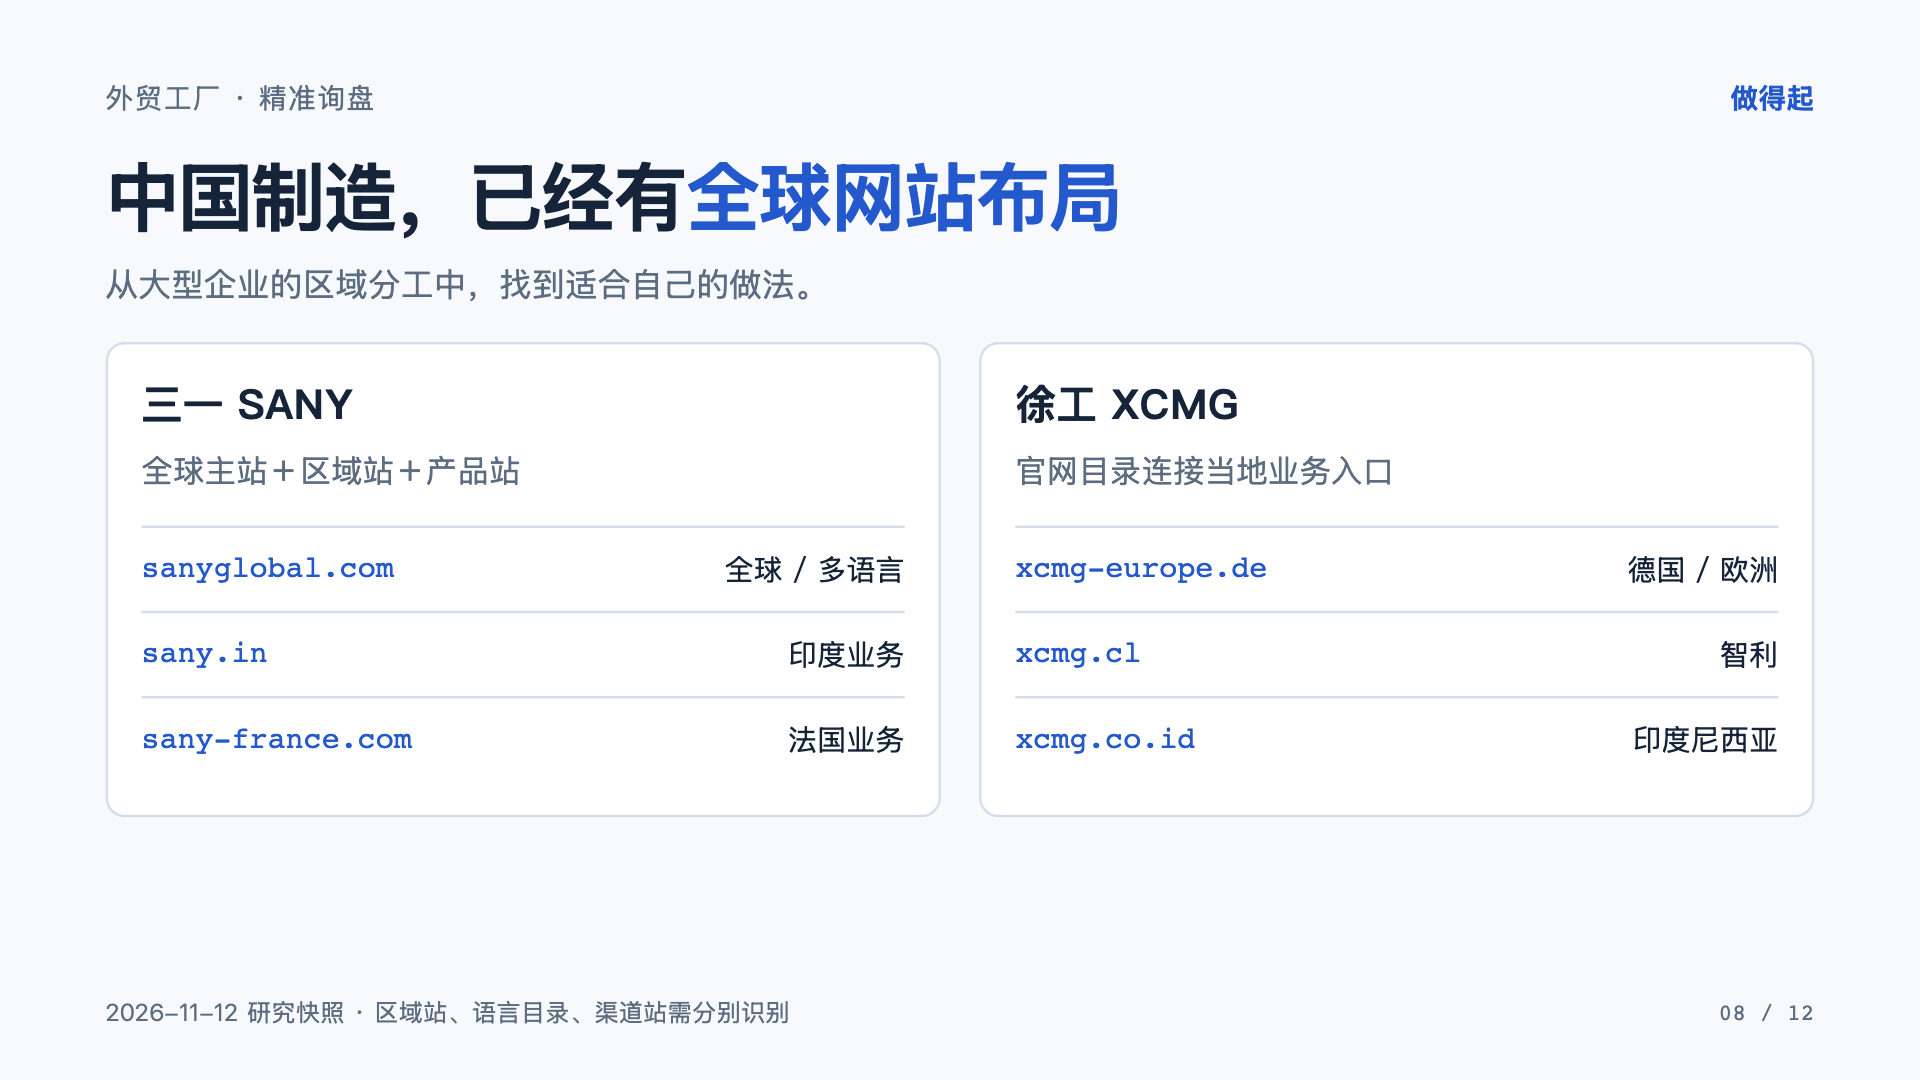 外贸工厂 · 精准询盘
做得起
中国制造，已经有全球网站布局
从大型企业的区域分工中，找到适合自己的做法。
三一 SANY
全球主站＋区域站＋产品站
sanyglobal.com 全球 / 多语言
sany.in 印度业务
sany-france.com 法国业务
徐工 XCMG
官网目录连接当地业务入口
xcmg-europe.de 德国 / 欧洲
xcmg.cl 智利
xcmg.co.id 印度尼西亚
2026–11–12 研究快照 · 区域站、语言目录、渠道站需分别识别
08 / 12